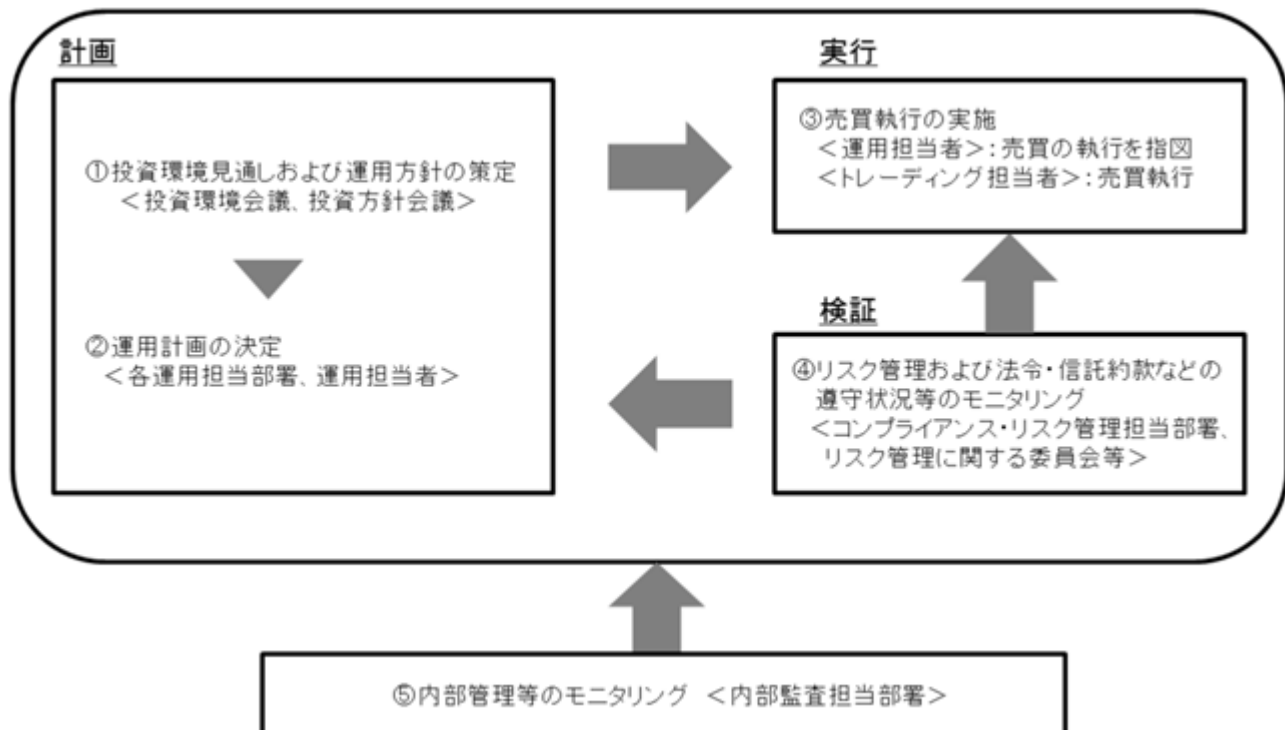 計画
①投資環境見通しおよび運用方針の策定
＜投資環境会議、投資方針会議＞
②運用計画の決定
＜各運用担当部署、運用担当者＞
実行
③売買執行の実施
＜運用担当者＞：売買の執行を指図
＜トレーディング担当者＞：売買執行
検証
④リスク管理および法令・信託約款などの
遵守状況等のモニタリング
＜コンプライアンス・リスク管理担当部署、
リスク管理に関する委員会等＞
⑤内部管理等のモニタリング ＜内部監査担当部署＞